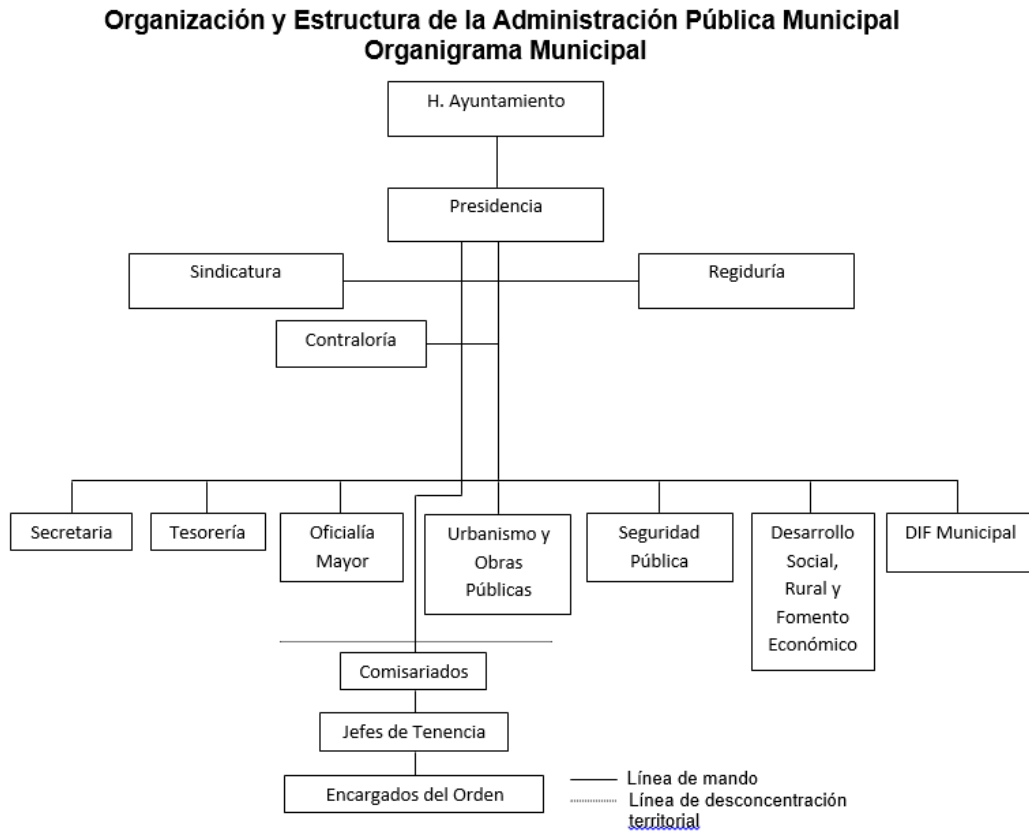 Organización y Estructura de la Administración Pública Municipal
Organigrama Municipal
H. Ayuntamiento
Presidencia
Sindicatura
Regiduría
Contraloría
Secretaria
Tesorería
Oficialía
Mayor
Urbanismo y
Obras
Públicas
Seguridad
Pública
Desarrollo
Social,
Rural y
Fomento
Económico
DIF Municipal
Comisariados
Jefes de Tenencia
Encargados del Orden
Línea de mando
Línea de desconcentración
territorial